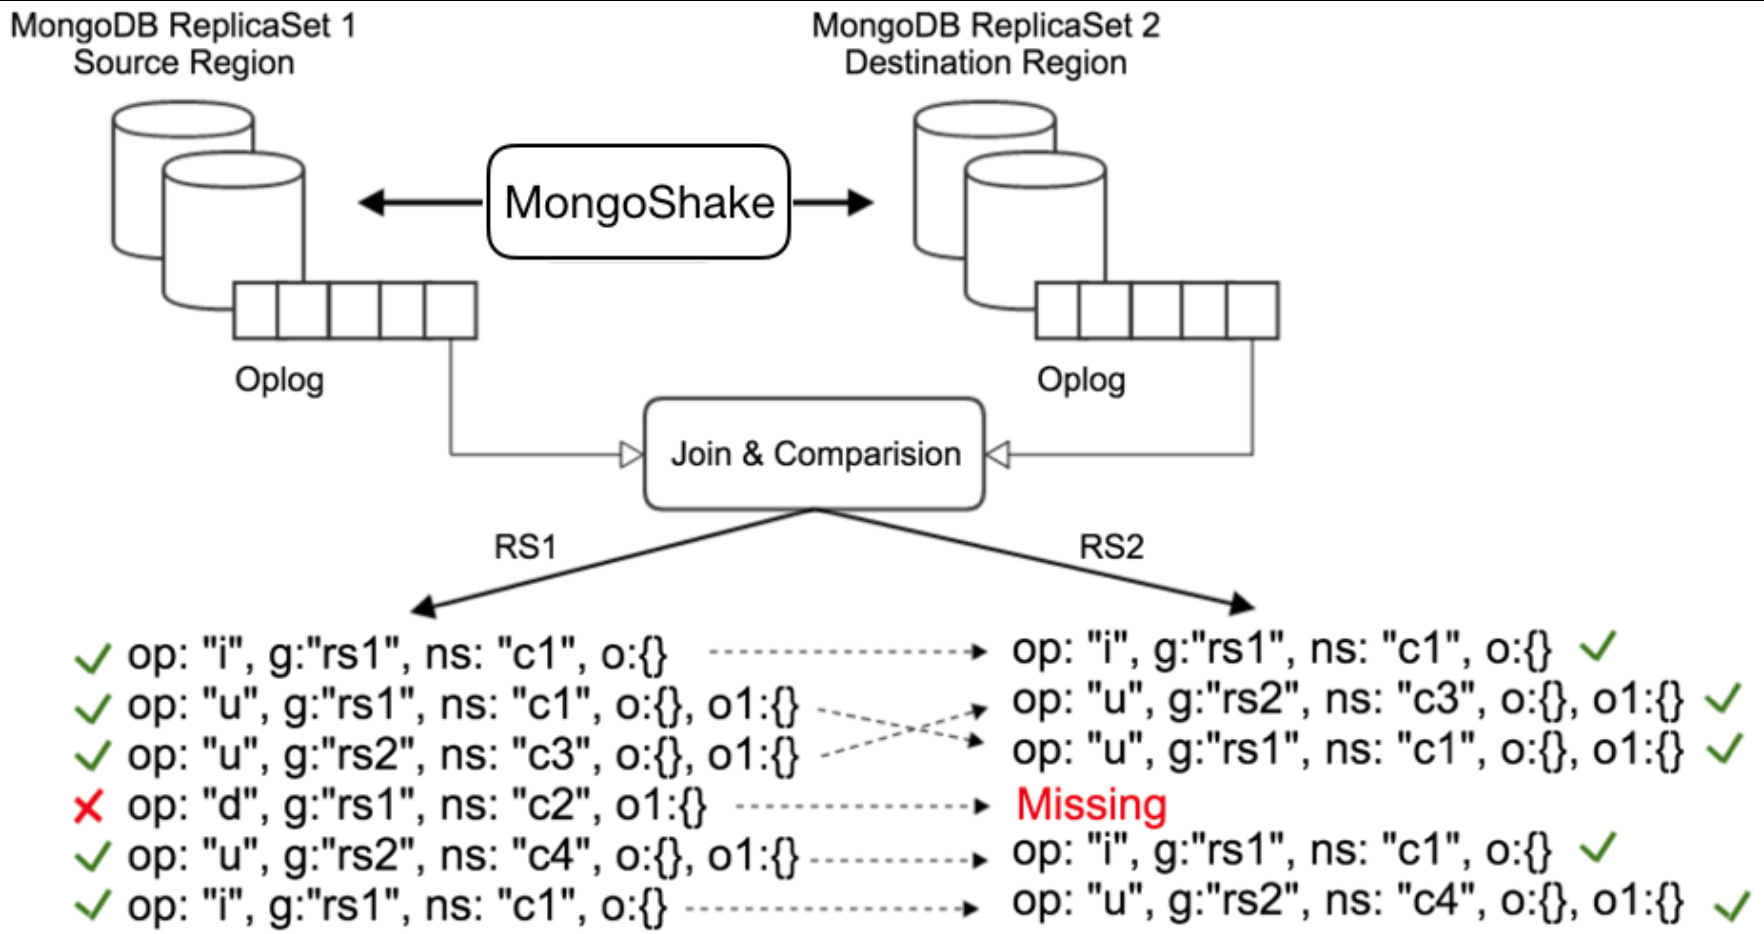 MongoDB ReplicaSet 1
Source Region
MongoDB ReplicaSet 2
Destination Region
MongoShake
Oplog
Oplog
Join & Comparision
RS1
RS2
op: "i", g:"rs1", ns: "c1", o:{}
op: "u", g:"rs1", ns: "c1", o:{}, o1:{}
op: "u", g:"rs2", ns: "c3", o:{}, o1:{}
op: "d", g:"rs1", ns: "c2", o1:{}
op: "u", g:"rs2", ns: "c4", o:{}, o1:{}
op: "i", g:"rs1", ns: "c1", o:{}
op: "i", g:"rs1", ns: "c1", o:{}
op: "u", g:"rs2", ns: "c3", o:{}, o1:{}
op: "u", g:"rs1", ns: "c1", o:{}, o1:{}
Missing
op: "i", g:"rs1", ns: "c1", o:{}
op: "u", g:"rs2", ns: "c4", o:{}, o1:{}